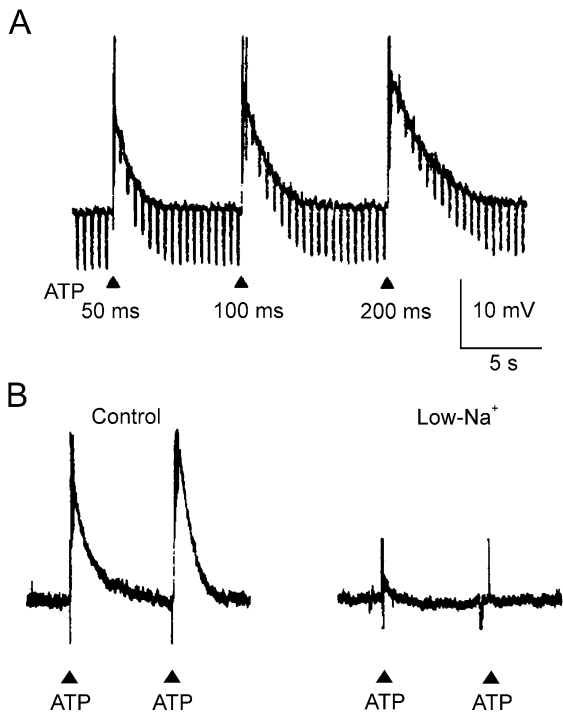 A
ATP
50 ms 100 ms 200 ms
10 mV
5 s
B
Control Low-Na⁺
ATP ATP ATP ATP